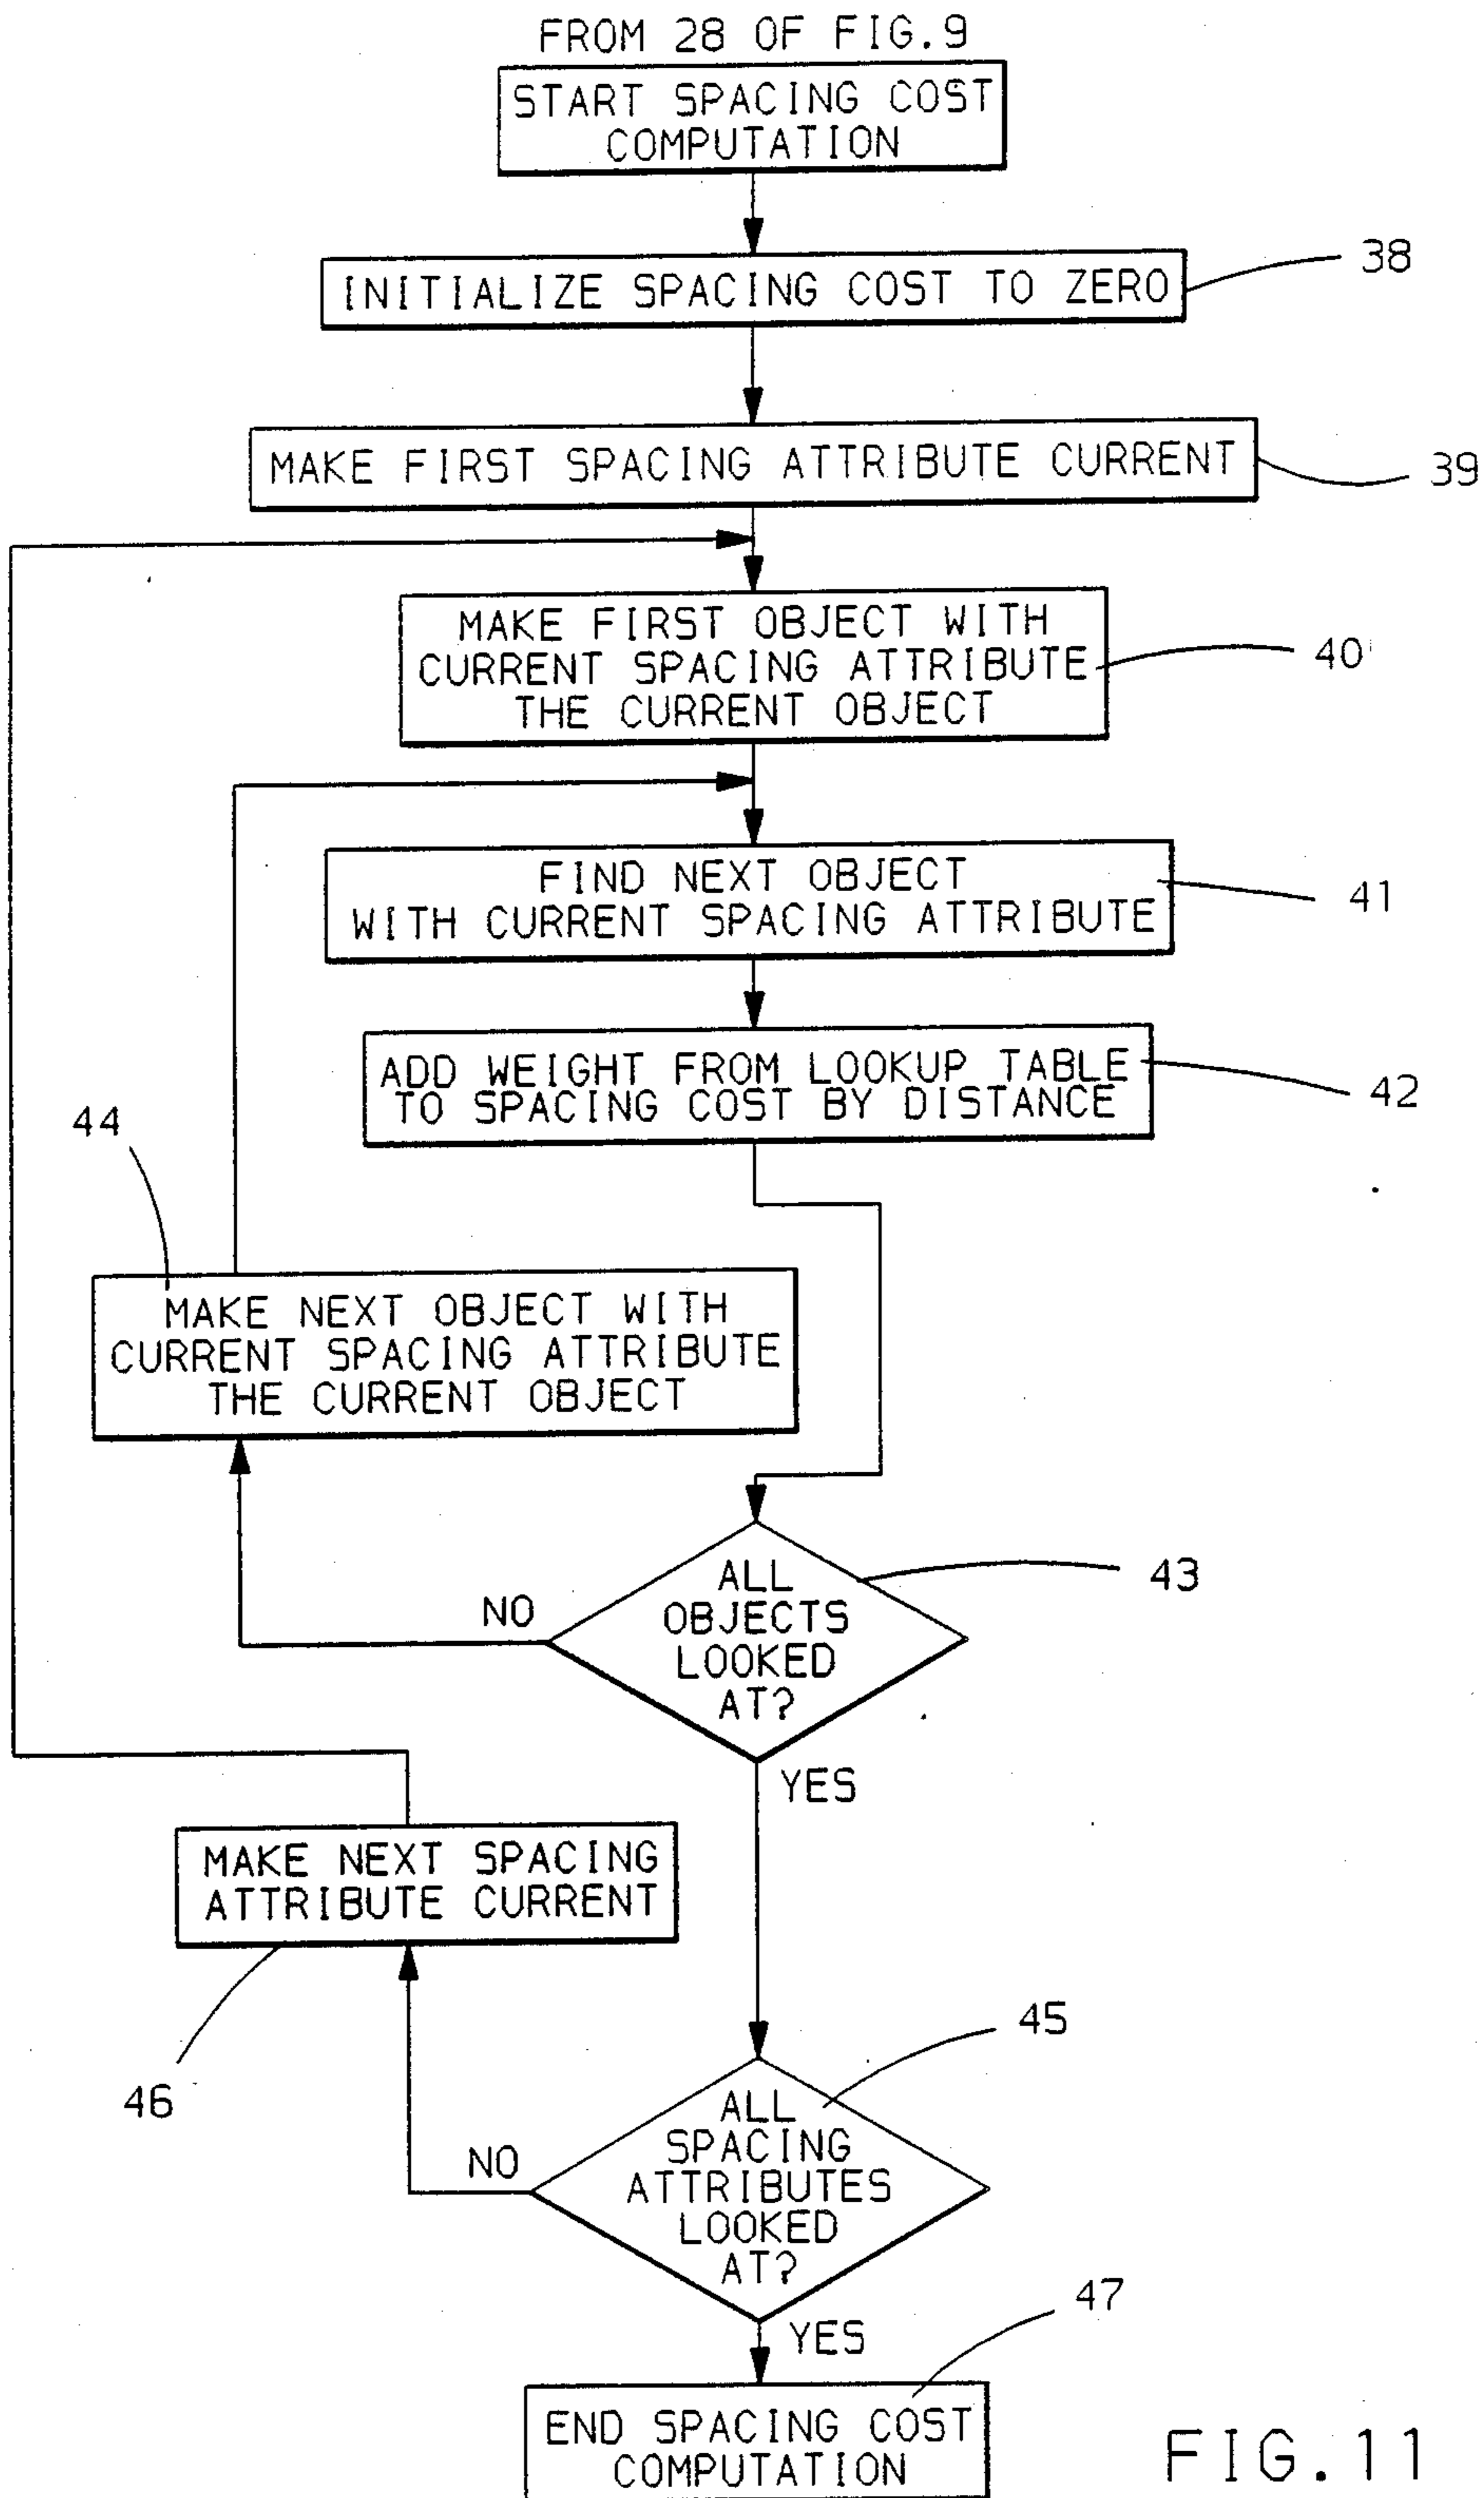 FROM 28 OF FIG.9
START SPACING COST
COMPUTATION
INITIALIZE SPACING COST TO ZERO
38
MAKE FIRST SPACING ATTRIBUTE CURRENT
39
MAKE FIRST OBJECT WITH
CURRENT SPACING ATTRIBUTE
THE CURRENT OBJECT
40
FIND NEXT OBJECT
WITH CURRENT SPACING ATTRIBUTE
41
ADD WEIGHT FROM LOOKUP TABLE
TO SPACING COST BY DISTANCE
42
44
MAKE NEXT OBJECT WITH
CURRENT SPACING ATTRIBUTE
THE CURRENT OBJECT
ALL
OBJECTS
LOOKED
AT?
43
NO
YES
MAKE NEXT SPACING
ATTRIBUTE CURRENT
46
ALL
SPACING
ATTRIBUTES
LOOKED
AT?
45
NO
YES
47
END SPACING COST
COMPUTATION
FIG.11